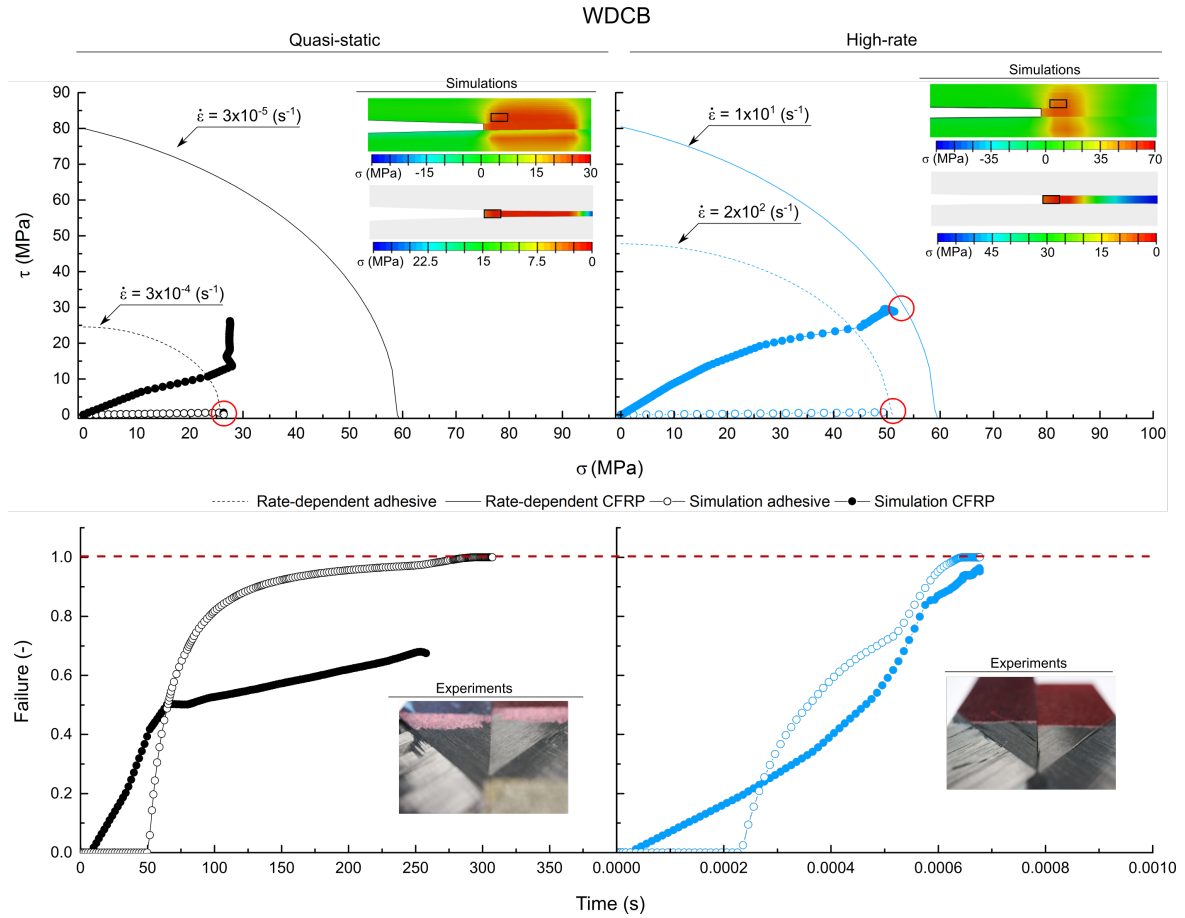 WDCB
Quasi-static
High-rate
Simulations
Simulations
ε̇ = 3x10⁻⁵ (s⁻¹)
ε̇ = 1x10¹ (s⁻¹)
σ (MPa) -15 0 15 30
σ (MPa) -35 0 35 70
ε̇ = 2x10² (s⁻¹)
σ (MPa) 22.5 15 7.5 0
σ (MPa) 45 30 15 0
ε̇ = 3x10⁻⁴ (s⁻¹)
90
80
70
60
50
40
30
20
10
0
τ (MPa)
0 10 20 30 40 50 60 70 80 90
0 10 20 30 40 50 60 70 80 90 100
σ (MPa)
Rate-dependent adhesive Rate-dependent CFRP Simulation adhesive Simulation CFRP
1.0
0.8
0.6
0.4
0.2
0.0
Failure (-)
Experiments
Experiments
0 50 100 150 200 250 300 350
0.0000 0.0002 0.0004 0.0006 0.0008 0.0010
Time (s)